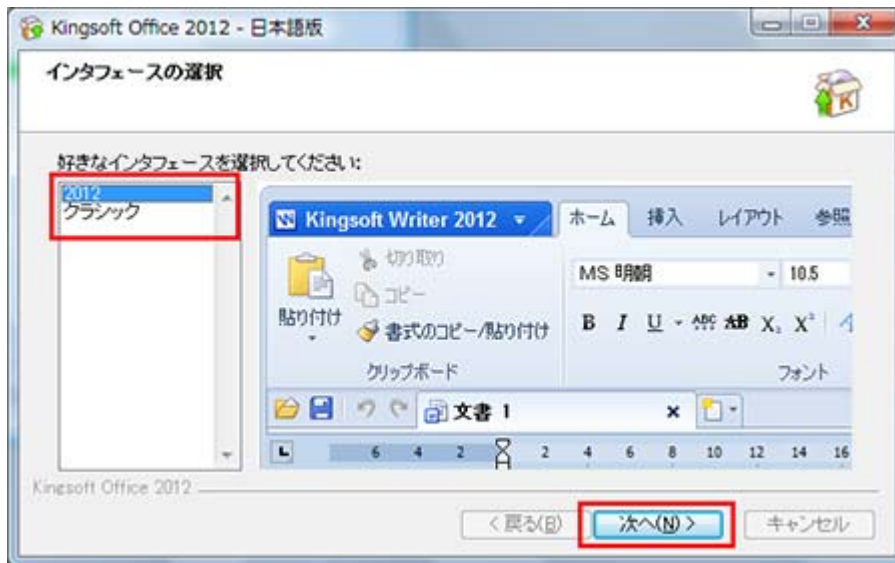 Kingsoft Office 2012 - 日本語版
インタフェースの選択
好きなインタフェースを選択してください:
2012
クラシック
Kingsoft Writer 2012 ホーム 挿入 レイアウト 参照
切り取り
コピー
貼り付け
書式のコピー/貼り付け
クリップボード
MS 明朝 10.5
B I U ABC AB X₂ X²
フォント
文書 1
L 6 4 2 2 4 6 8 10 12 14 16
Kingsoft Office 2012
< 戻る(B) 次へ(N) > キャンセル